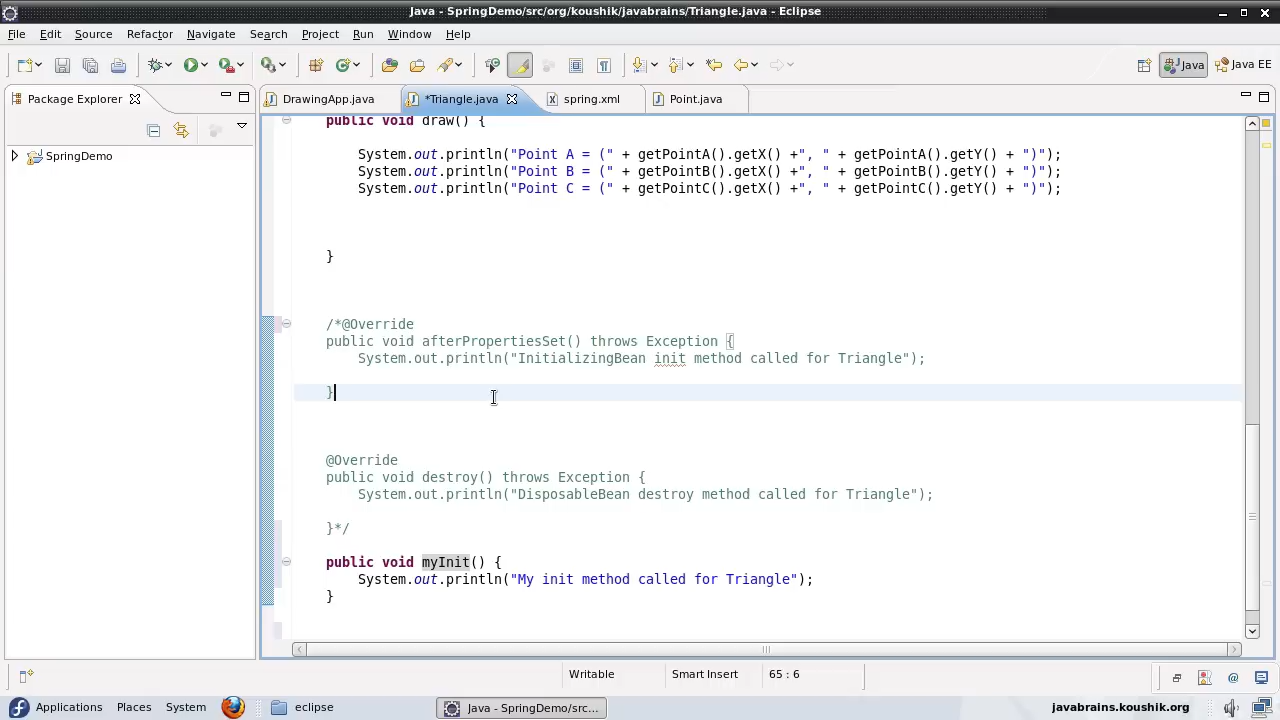 Java - SpringDemo/src/org/koushik/javabrains/Triangle.java - Eclipse
File Edit Source Refactor Navigate Search Project Run Window Help
Java Java EE
Package Explorer DrawingApp.java *Triangle.java spring.xml Point.java
SpringDemo
public void draw() {
System.out.println("Point A = (" + getPointA().getX() +", " + getPointA().getY() + ")");
System.out.println("Point B = (" + getPointB().getX() +", " + getPointB().getY() + ")");
System.out.println("Point C = (" + getPointC().getX() +", " + getPointC().getY() + ")");
}
/*@Override
public void afterPropertiesSet() throws Exception {
System.out.println("InitializingBean init method called for Triangle");
}
@Override
public void destroy() throws Exception {
System.out.println("DisposableBean destroy method called for Triangle");
}*/
public void myInit() {
System.out.println("My init method called for Triangle");
}
Writable Smart Insert 65 : 6
Applications Places System eclipse Java - SpringDemo/src... javabrains.koushik.org